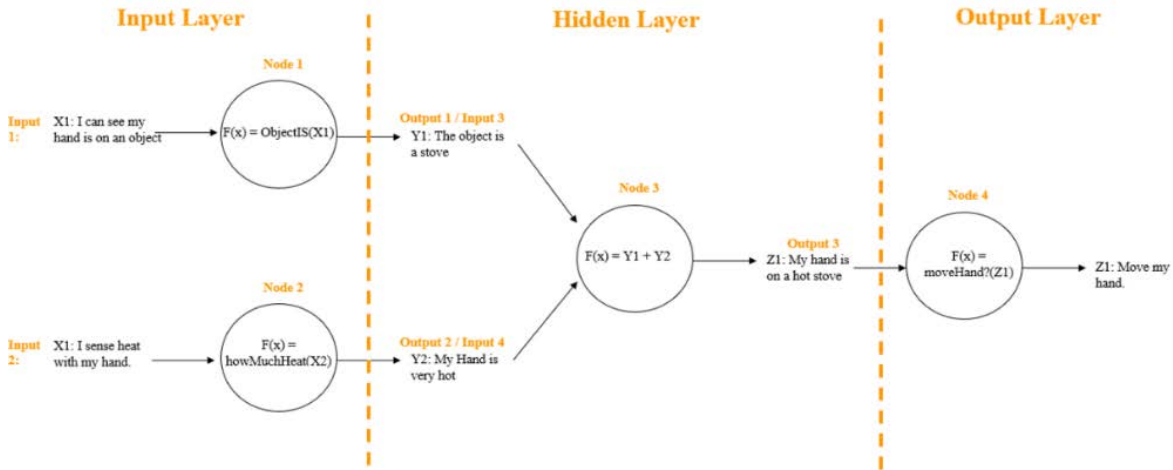 Input Layer
Hidden Layer
Output Layer
Node 1
Input 1:
X1: I can see my
hand is on an object
F(x) = ObjectIS(X1)
Output 1 / Input 3
Y1: The object is
a stove
Node 3
F(x) = Y1 + Y2
Node 4
F(x) =
moveHand?(Z1)
Output 3
Z1: My hand is
on a hot stove
Z1: Move my
hand.
Node 2
Input 2:
X1: I sense heat
with my hand.
F(x) =
howMuchHeat(X2)
Output 2 / Input 4
Y2: My Hand is
very hot